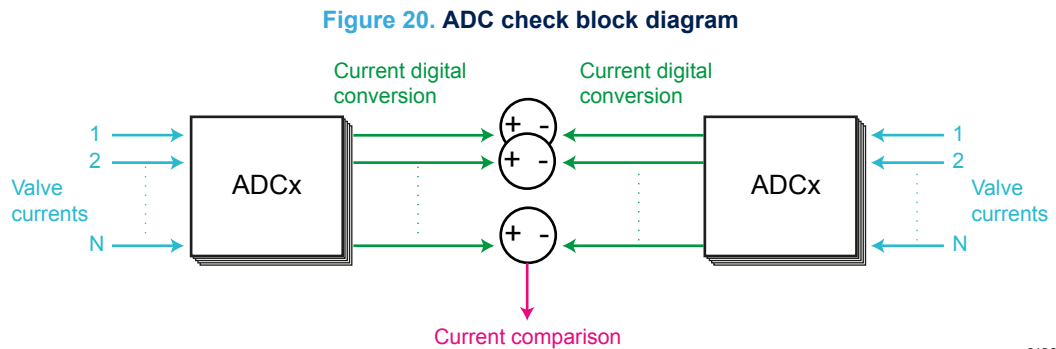 Figure 20. ADC check block diagram
Current digital
conversion
Current digital
conversion
1
2
Valve
currents
N
ADCx
+ -
+ -
+ -
ADCx
1
2
Valve
currents
N
Current comparison